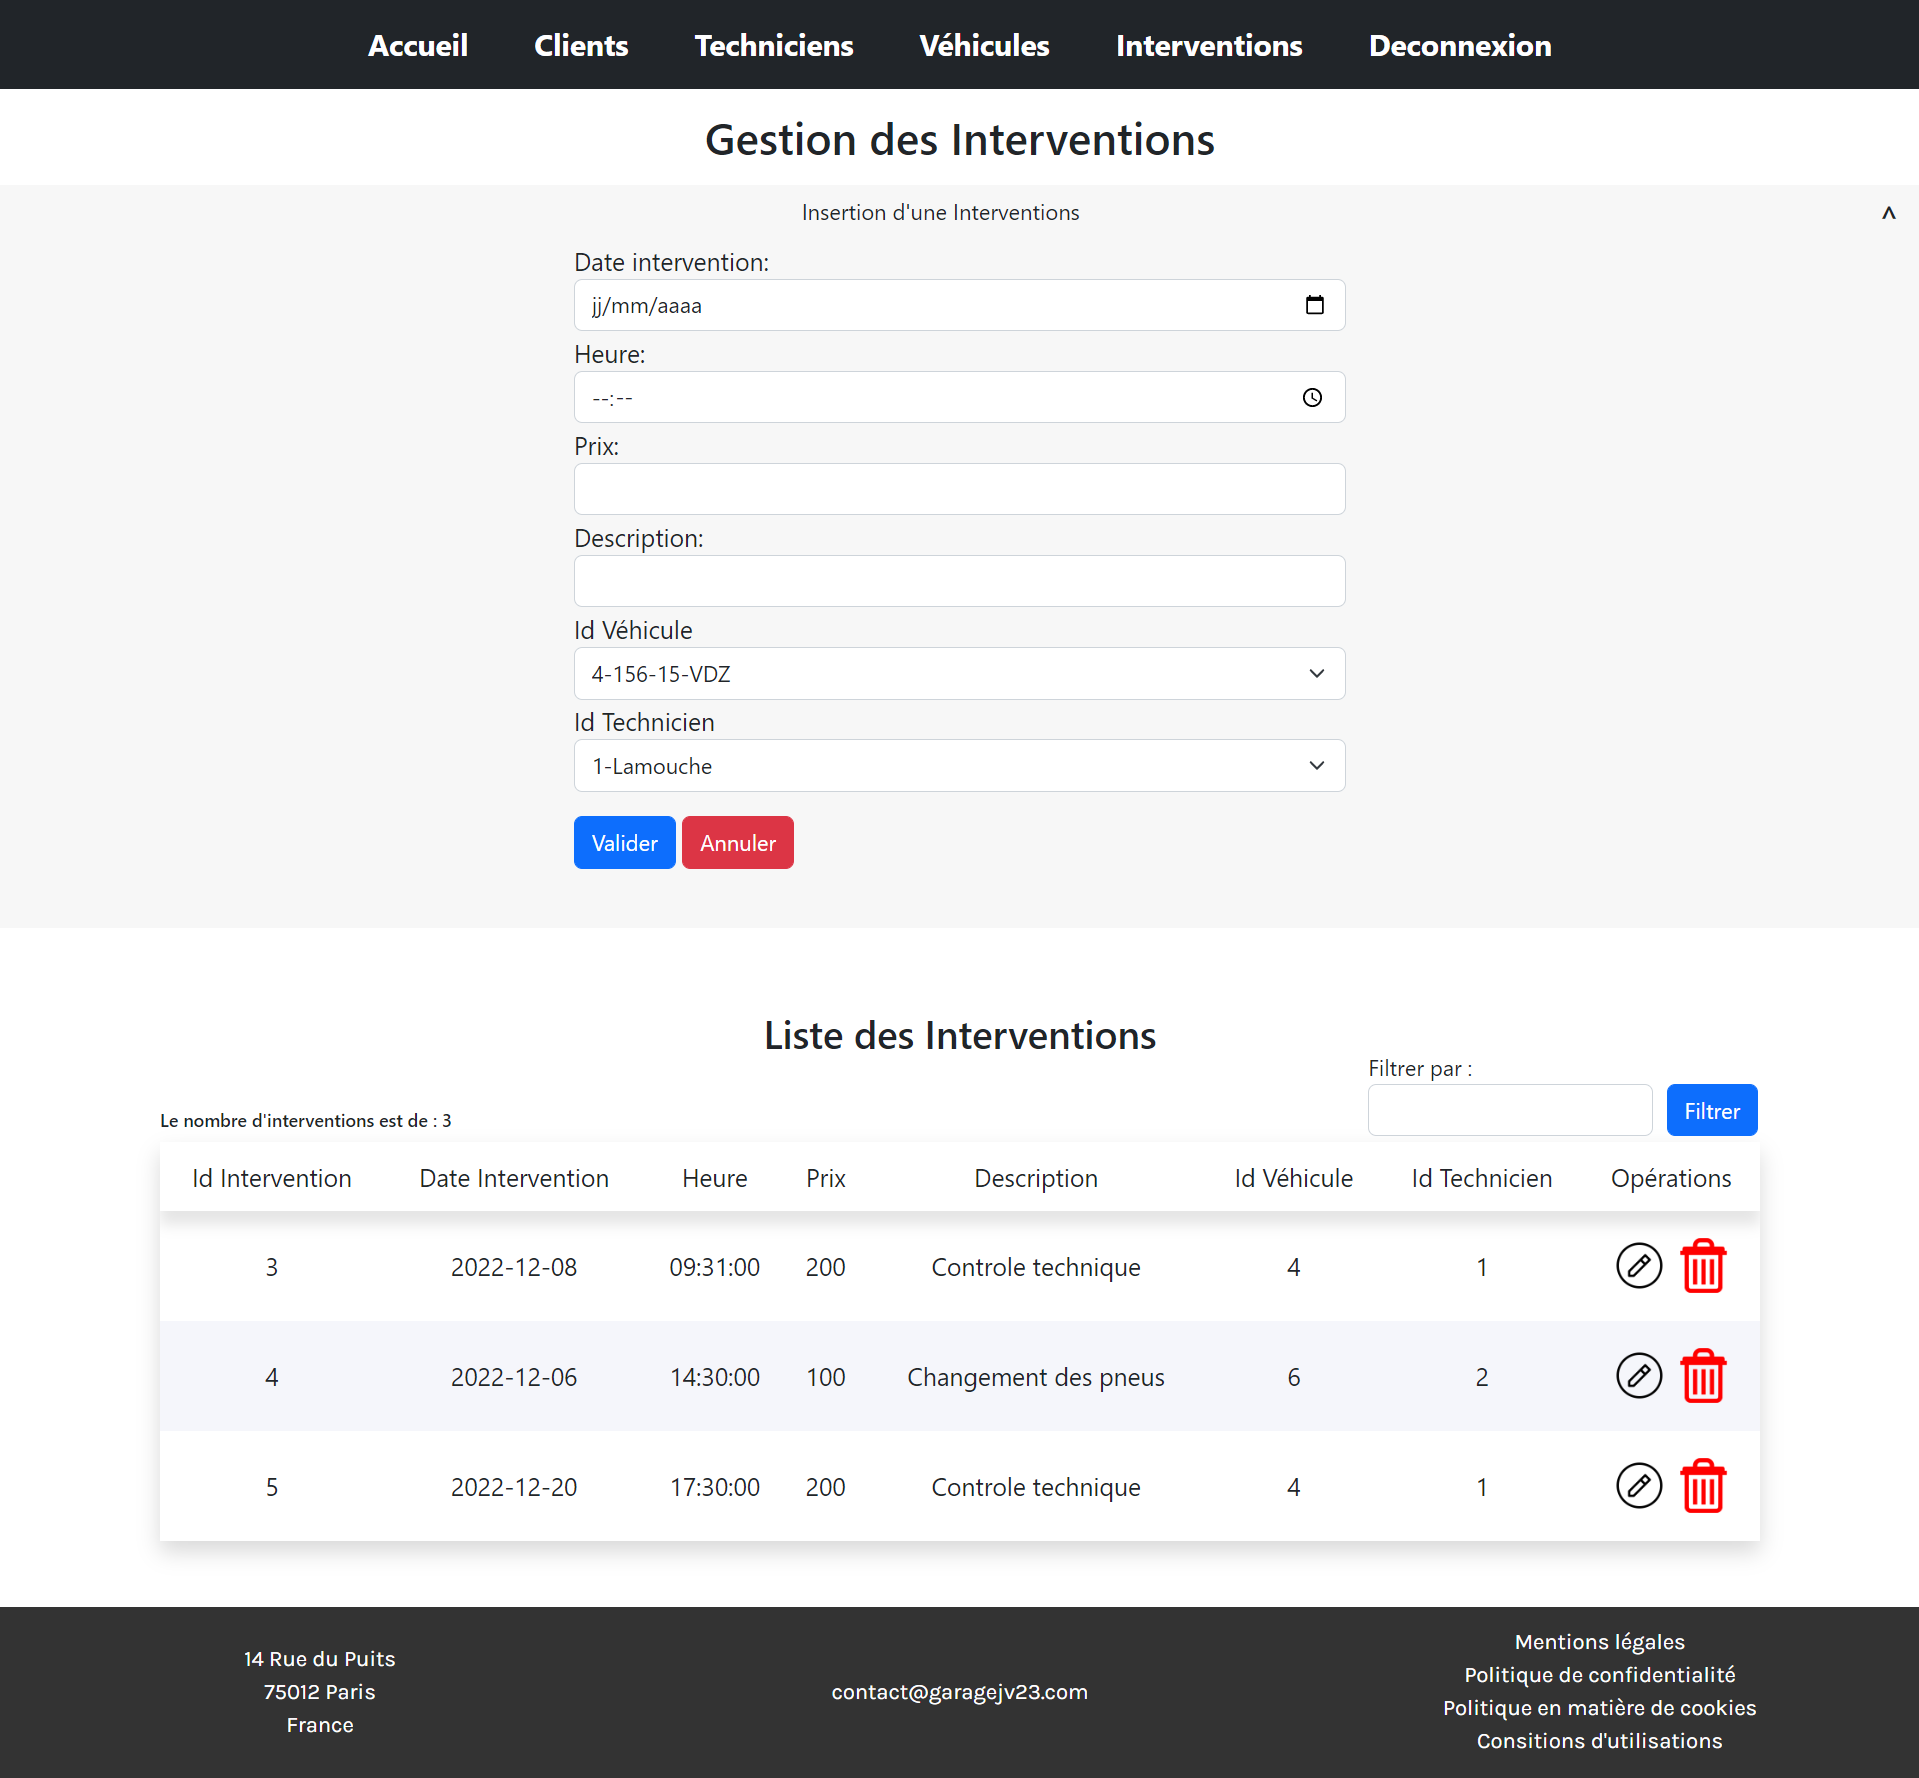 Accueil Clients Techniciens Véhicules Interventions Deconnexion
Gestion des Interventions
Insertion d'une Interventions
Date intervention:
jj/mm/aaaa
Heure:
--:--
Prix:
Description:
Id Véhicule
4-156-15-VDZ
Id Technicien
1-Lamouche
Valider Annuler
Liste des Interventions
Filtrer par :
Filtrer
Le nombre d'interventions est de : 3
Id Intervention Date Intervention Heure Prix Description Id Véhicule Id Technicien Opérations
3 2022-12-08 09:31:00 200 Controle technique 4 1
4 2022-12-06 14:30:00 100 Changement des pneus 6 2
5 2022-12-20 17:30:00 200 Controle technique 4 1
14 Rue du Puits
75012 Paris
France
contact@garagejv23.com
Mentions légales
Politique de confidentialité
Politique en matière de cookies
Consitions d'utilisations